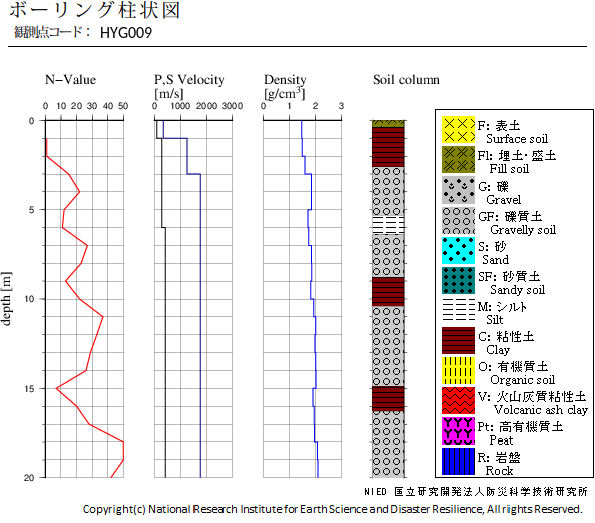 ボーリング柱状図
観測点コード： HYG009
N−Value
P,S Velocity
[m/s]
Density
[g/cm³]
Soil column
0 10 20 30 40 50
0 1000 2000 3000
0 1 2 3
0
5
10
15
20
depth [m]
F: 表土
Surface soil
Fl: 埋土・盛土
Fill soil
G: 礫
Gravel
GF: 礫質土
Gravelly soil
S: 砂
Sand
SF: 砂質土
Sandy soil
M: シルト
Silt
C: 粘性土
Clay
O: 有機質土
Organic soil
V: 火山灰質粘性土
Volcanic ash clay
Pt: 高有機質土
Peat
R: 岩盤
Rock
NIED 国立研究開発法人防災科学技術研究所
Copyright(c) National Research Institute for Earth Science and Disaster Resilience, All rights Reserved.